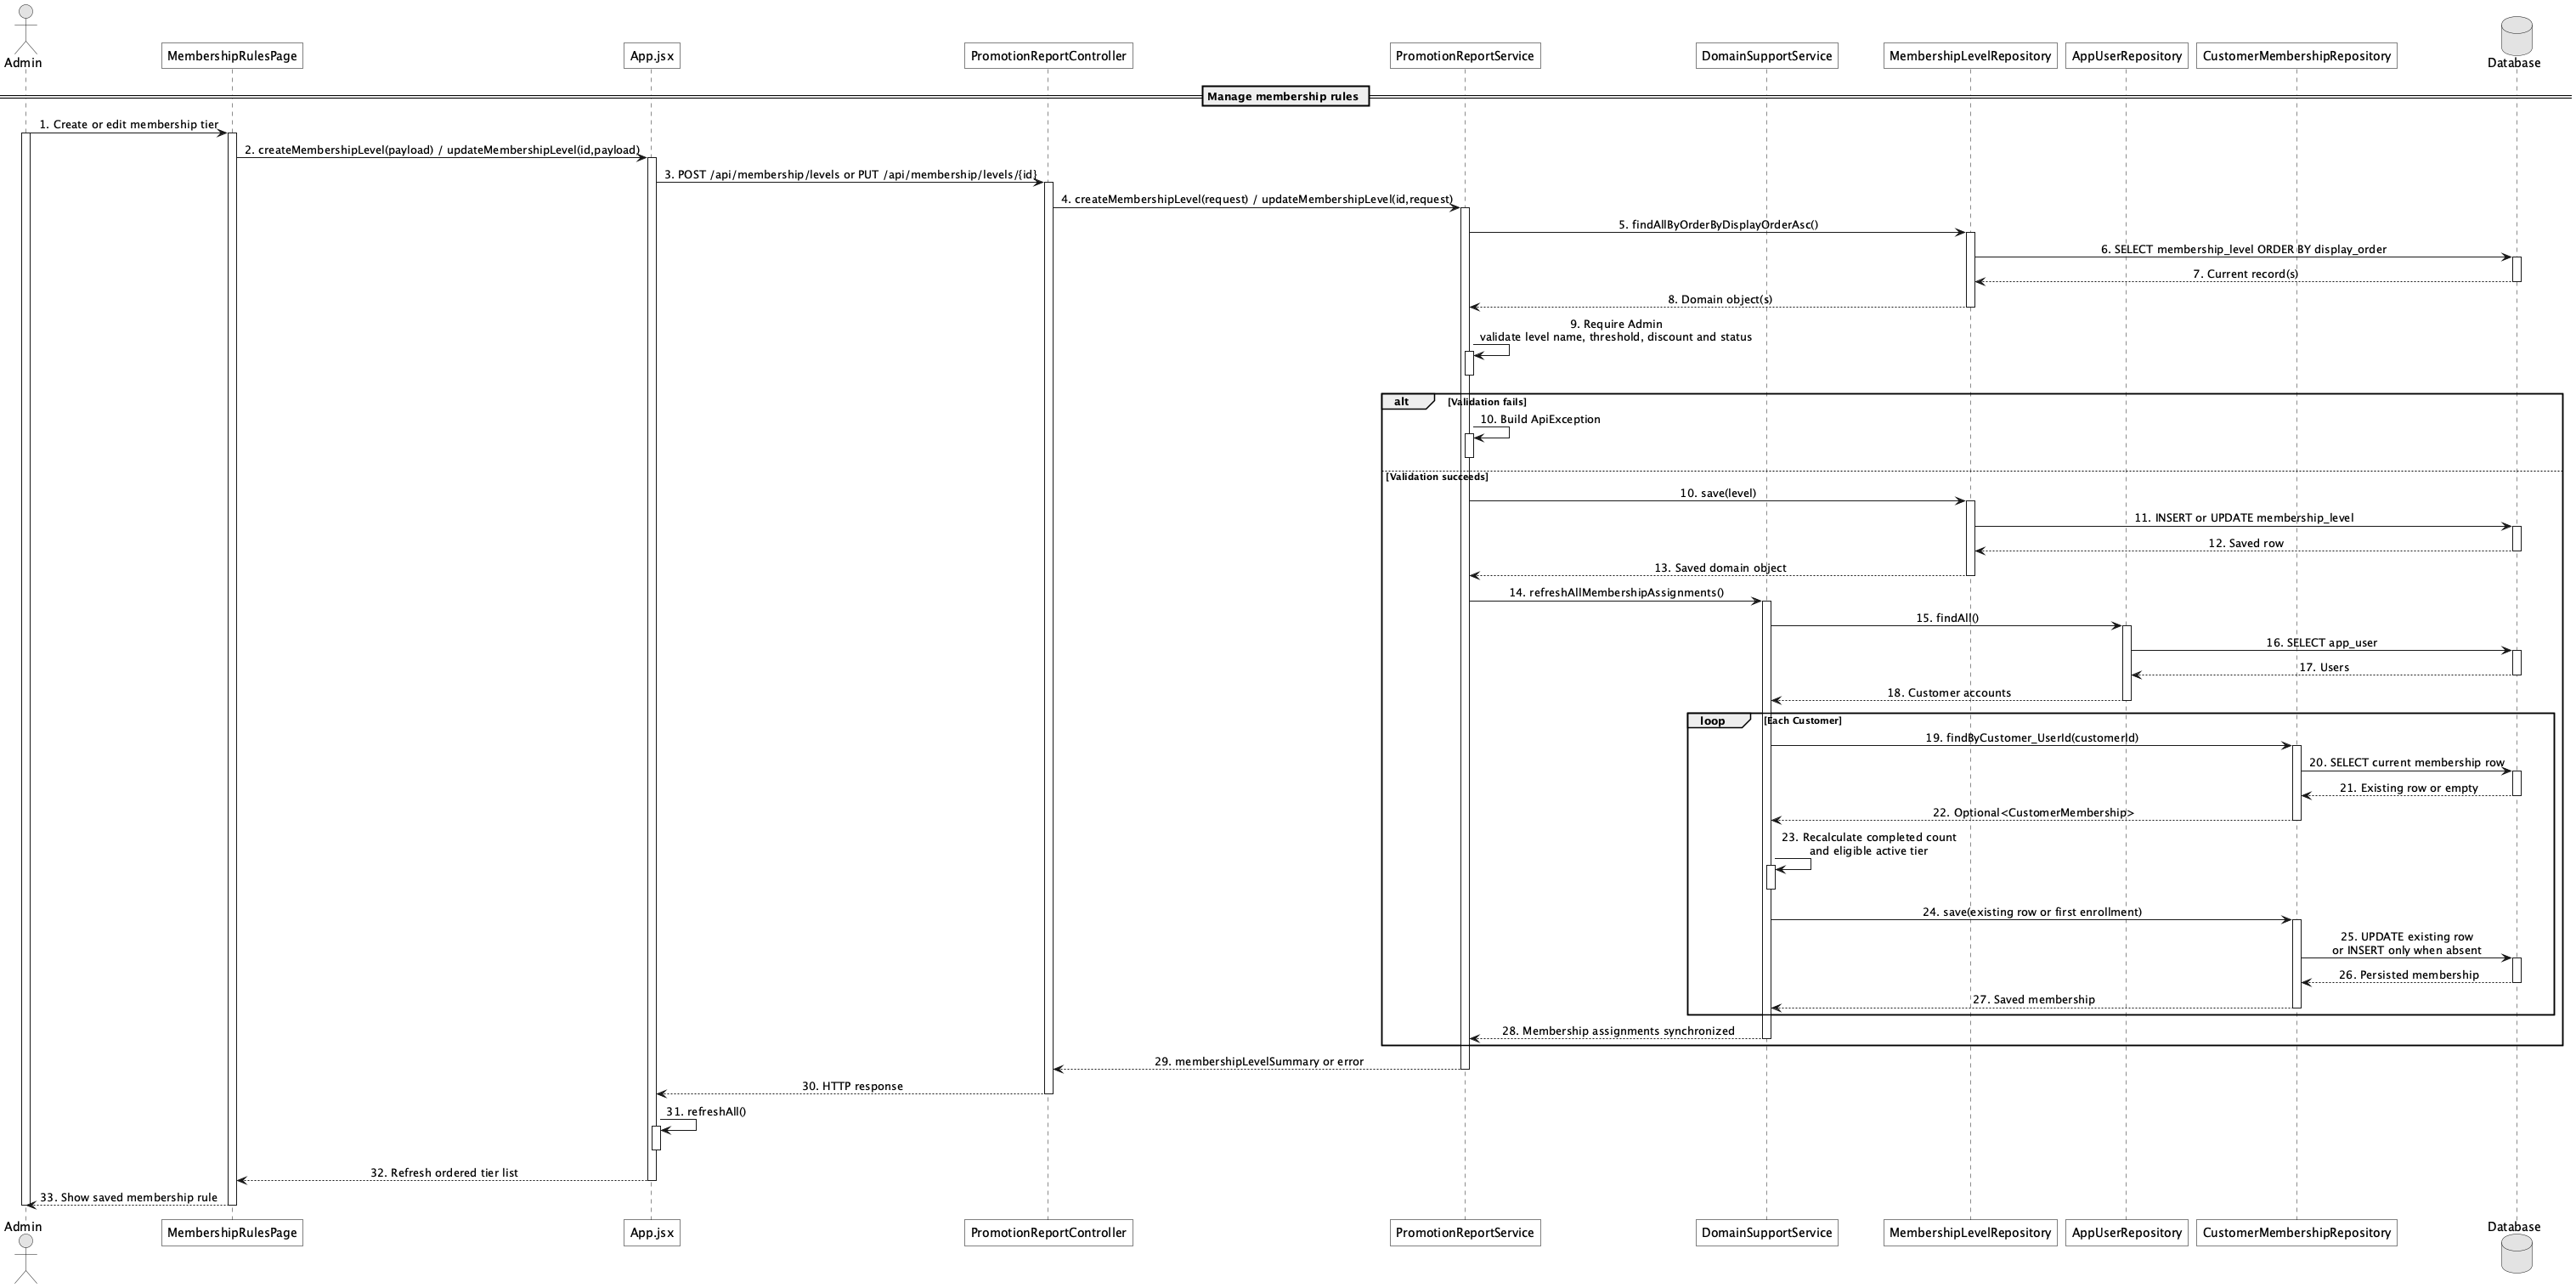 Admin
MembershipRulesPage
App.jsx
PromotionReportController
PromotionReportService
DomainSupportService
MembershipLevelRepository
AppUserRepository
CustomerMembershipRepository
Database
Manage membership rules
1. Create or edit membership tier
2. createMembershipLevel(payload) / updateMembershipLevel(id,payload)
3. POST /api/membership/levels or PUT /api/membership/levels/{id}
4. createMembershipLevel(request) / updateMembershipLevel(id,request)
5. findAllByOrderByDisplayOrderAsc()
6. SELECT membership_level ORDER BY display_order
7. Current record(s)
8. Domain object(s)
9. Require Admin
validate level name, threshold, discount and status
alt
[Validation fails]
10. Build ApiException
[Validation succeeds]
10. save(level)
11. INSERT or UPDATE membership_level
12. Saved row
13. Saved domain object
14. refreshAllMembershipAssignments()
15. findAll()
16. SELECT app_user
17. Users
18. Customer accounts
loop
[Each Customer]
19. findByCustomer_UserId(customerId)
20. SELECT current membership row
21. Existing row or empty
22. Optional<CustomerMembership>
23. Recalculate completed count
and eligible active tier
24. save(existing row or first enrollment)
25. UPDATE existing row
or INSERT only when absent
26. Persisted membership
27. Saved membership
28. Membership assignments synchronized
29. membershipLevelSummary or error
30. HTTP response
31. refreshAll()
32. Refresh ordered tier list
33. Show saved membership rule
Admin
MembershipRulesPage
App.jsx
PromotionReportController
PromotionReportService
DomainSupportService
MembershipLevelRepository
AppUserRepository
CustomerMembershipRepository
Database